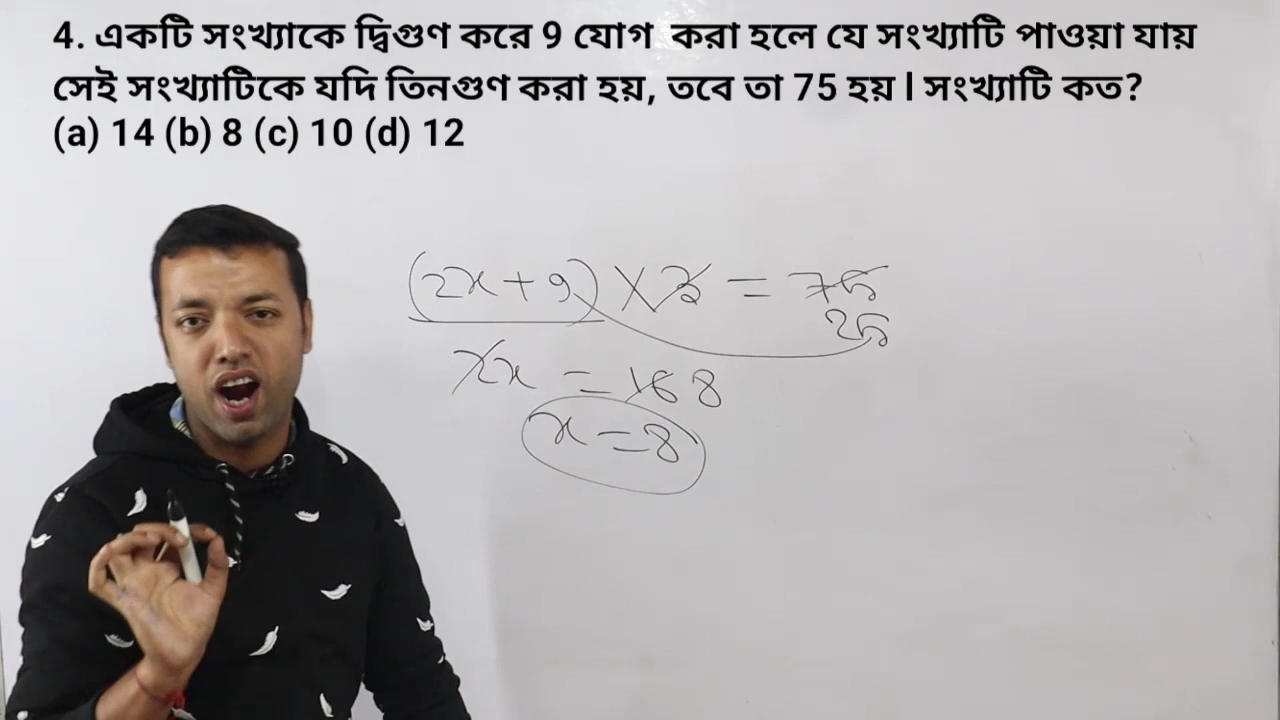 4. একটি সংখ্যাকে দ্বিগুণ করে 9 যোগ করা হলে যে সংখ্যাটি পাওয়া যায়
সেই সংখ্যাটিকে যদি তিনগুণ করা হয়, তবে তা 75 হয় l সংখ্যাটি কত?
(a) 14 (b) 8 (c) 10 (d) 12
(2x+9) × 3 = 75
25
2x = 16 8
x = 8